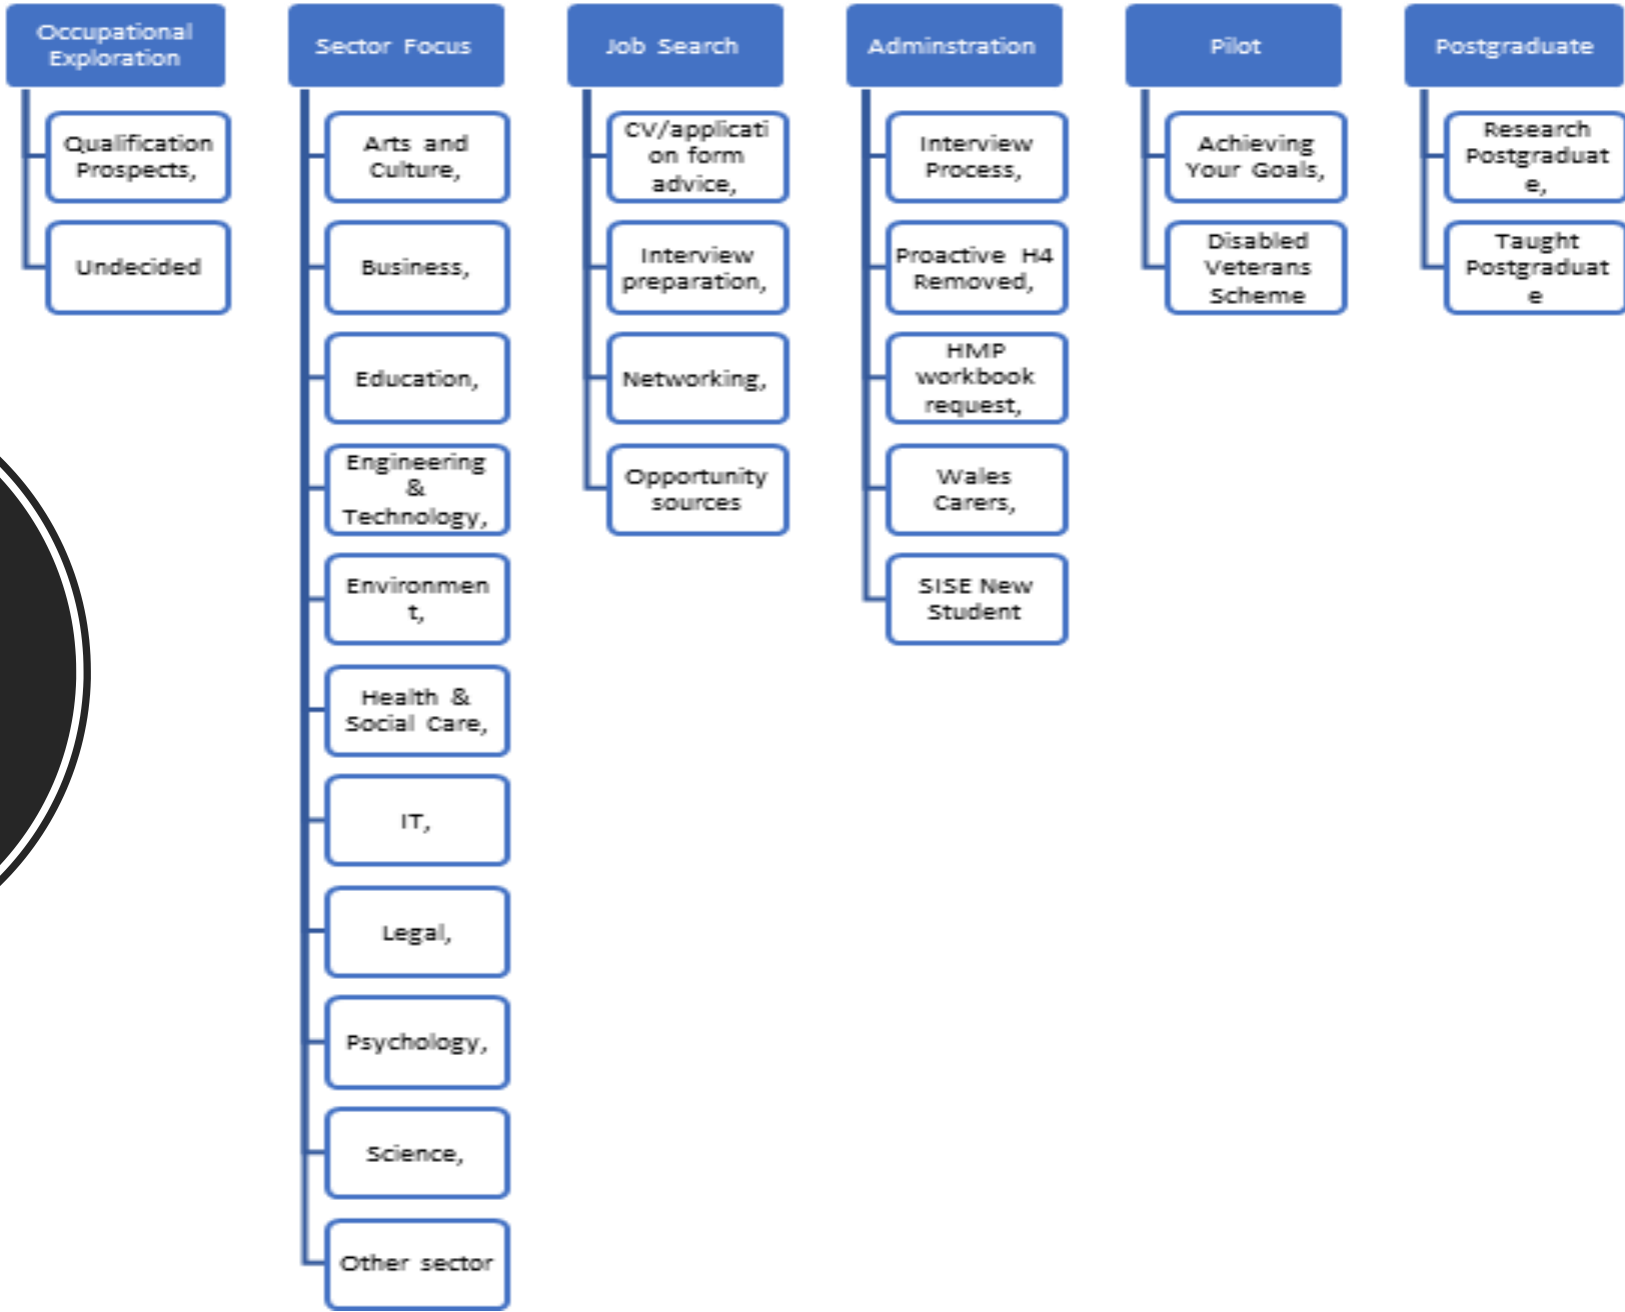 Occupational
Exploration
Qualification
Prospects,
Undecided
Sector Focus
Arts and
Culture,
Business,
Education,
Engineering
&
Technology,
Environmen
t,
Health &
Social Care,
IT,
Legal,
Psychology,
Science,
Other sector
Job Search
CV/applicati
on form
advice,
Interview
preparation,
Networking,
Opportunity
sources
Adminstration
Interview
Process,
Proactive H4
Removed,
HMP
workbook
request,
Wales
Carers,
SISE New
Student
Pilot
Achieving
Your Goals,
Disabled
Veterans
Scheme
Postgraduate
Research
Postgraduat
e,
Taught
Postgraduat
e